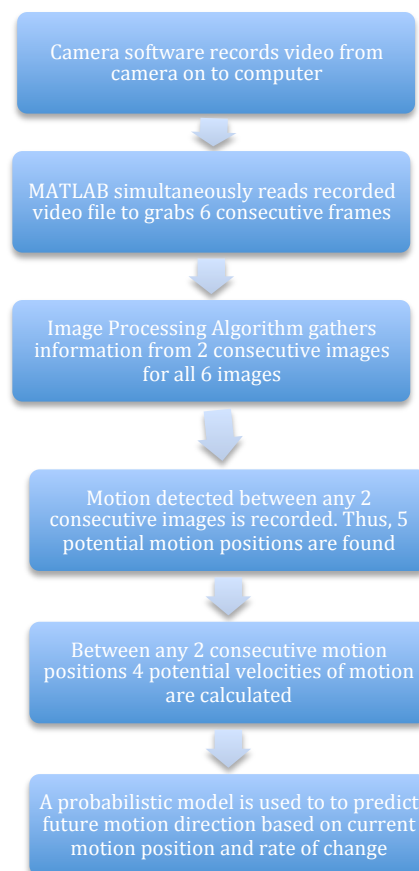 Camera software records video from
camera on to computer
MATLAB simultaneously reads recorded
video file to grabs 6 consecutive frames
Image Processing Algorithm gathers
information from 2 consecutive images
for all 6 images
Motion detected between any 2
consecutive images is recorded. Thus, 5
potential motion positions are found
Between any 2 consecutive motion
positions 4 potential velocities of motion
are calculated
A probabilistic model is used to to predict
future motion direction based on current
motion position and rate of change